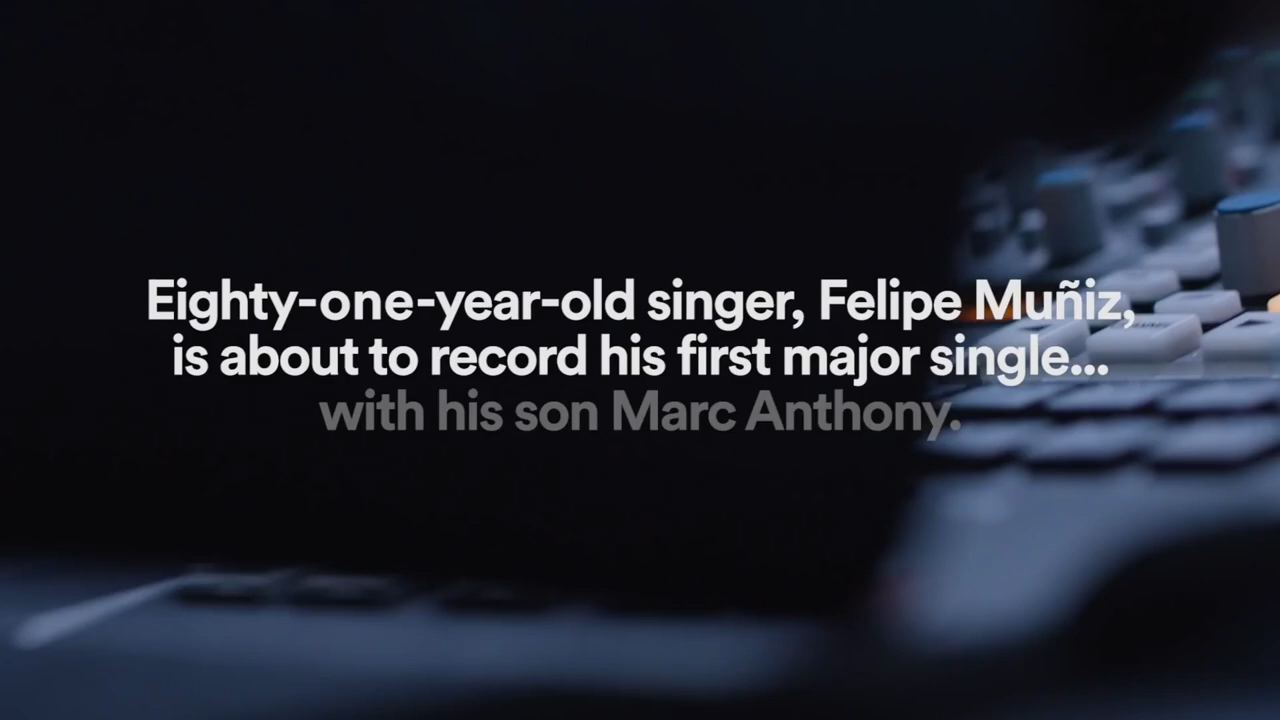 Eighty-one-year-old singer, Felipe Muñiz,
is about to record his first major single...
with his son Marc Anthony.